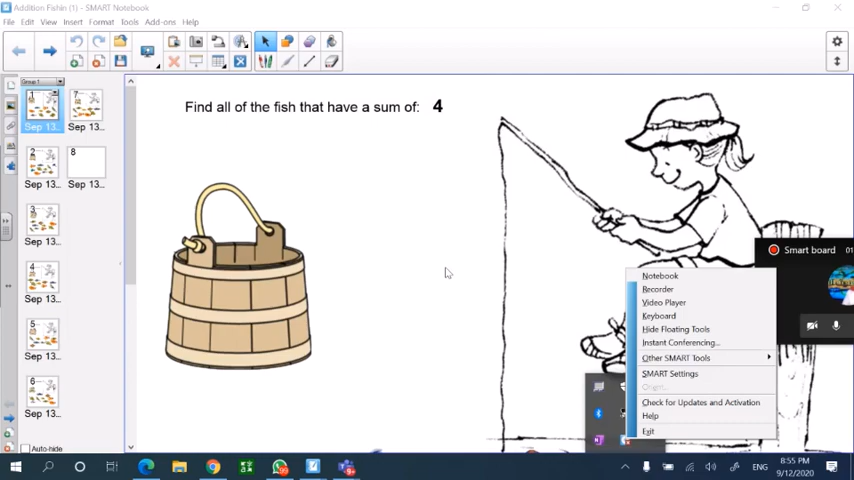 Addition Fishin' - SMART Notebook
File Edit View Insert Format Tools Add-ons Help
Group 1
1
7
Sep 13...
Sep 13...
2
8
Sep 13...
Sep 13...
3
Sep 13...
4
Sep 13...
5
Sep 13...
6
Sep 13...
Auto-hide
Find all of the fish that have a sum of: 4
Smart board
Notebook
Recorder
Video Player
Keyboard
Hide Floating Tools
Instant Conferencing...
Other SMART Tools
SMART Settings
Orient...
Check for Updates and Activation
Help
Exit
99
ENG
8:55 PM
9/12/2020